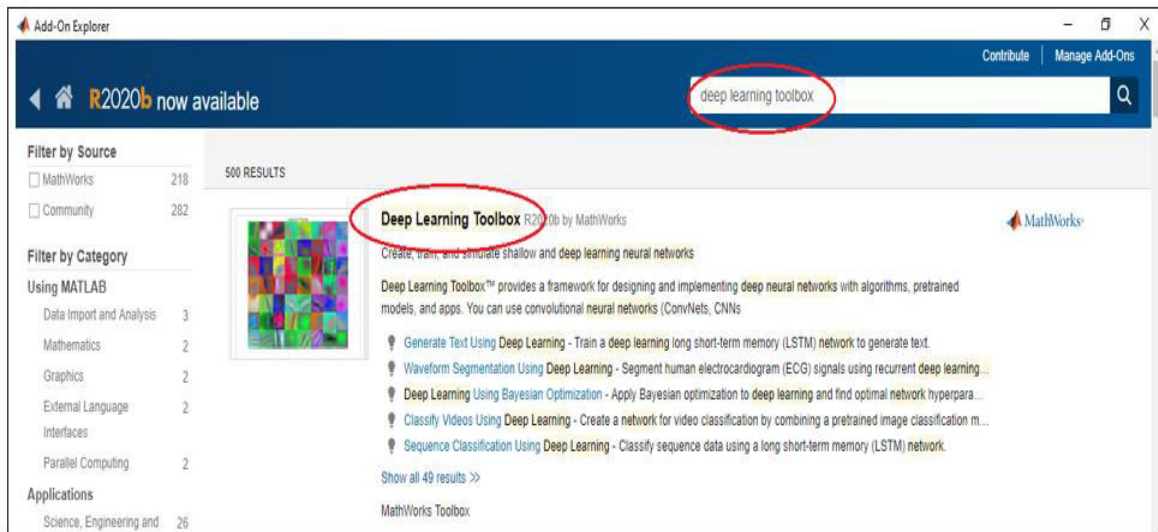 Add-On Explorer
Contribute | Manage Add-Ons
R2020b now available
deep learning toolbox
Filter by Source
MathWorks 218
Community 282
Filter by Category
Using MATLAB
Data Import and Analysis 3
Mathematics 2
Graphics 2
External Language Interfaces 2
Parallel Computing 2
Applications
Science, Engineering and 26
500 RESULTS
Deep Learning Toolbox R2020b by MathWorks
MathWorks
Create, train, and simulate shallow and deep learning neural networks
Deep Learning Toolbox™ provides a framework for designing and implementing deep neural networks with algorithms, pretrained
models, and apps. You can use convolutional neural networks (ConvNets, CNNs
Generate Text Using Deep Learning - Train a deep learning long short-term memory (LSTM) network to generate text.
Waveform Segmentation Using Deep Learning - Segment human electrocardiogram (ECG) signals using recurrent deep learning...
Deep Learning Using Bayesian Optimization - Apply Bayesian optimization to deep learning and find optimal network hyperpara...
Classify Videos Using Deep Learning - Create a network for video classification by combining a pretrained image classification m...
Sequence Classification Using Deep Learning - Classify sequence data using a long short-term memory (LSTM) network.
Show all 49 results >>
MathWorks Toolbox